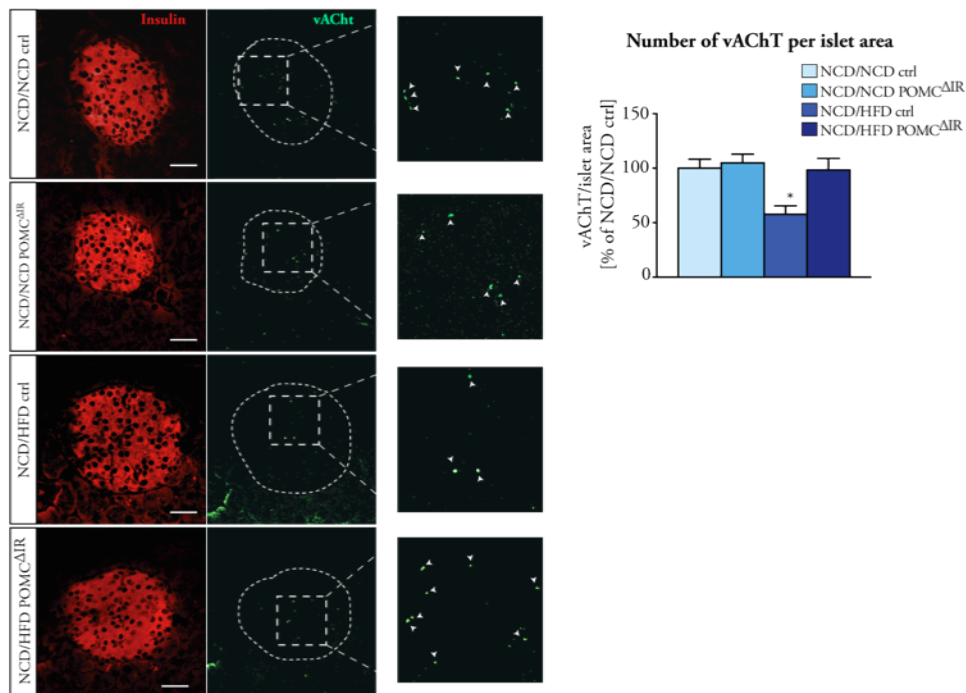 Insulin
vACht
NCD/NCD ctrl
NCD/NCD POMCΔIR
NCD/HFD ctrl
NCD/HFD POMCΔIR
Number of vAChT per islet area
NCD/NCD ctrl
NCD/NCD POMCΔIR
NCD/HFD ctrl
NCD/HFD POMCΔIR
vAChT/islet area
[% of NCD/NCD ctrl]
150
100
50
0
*